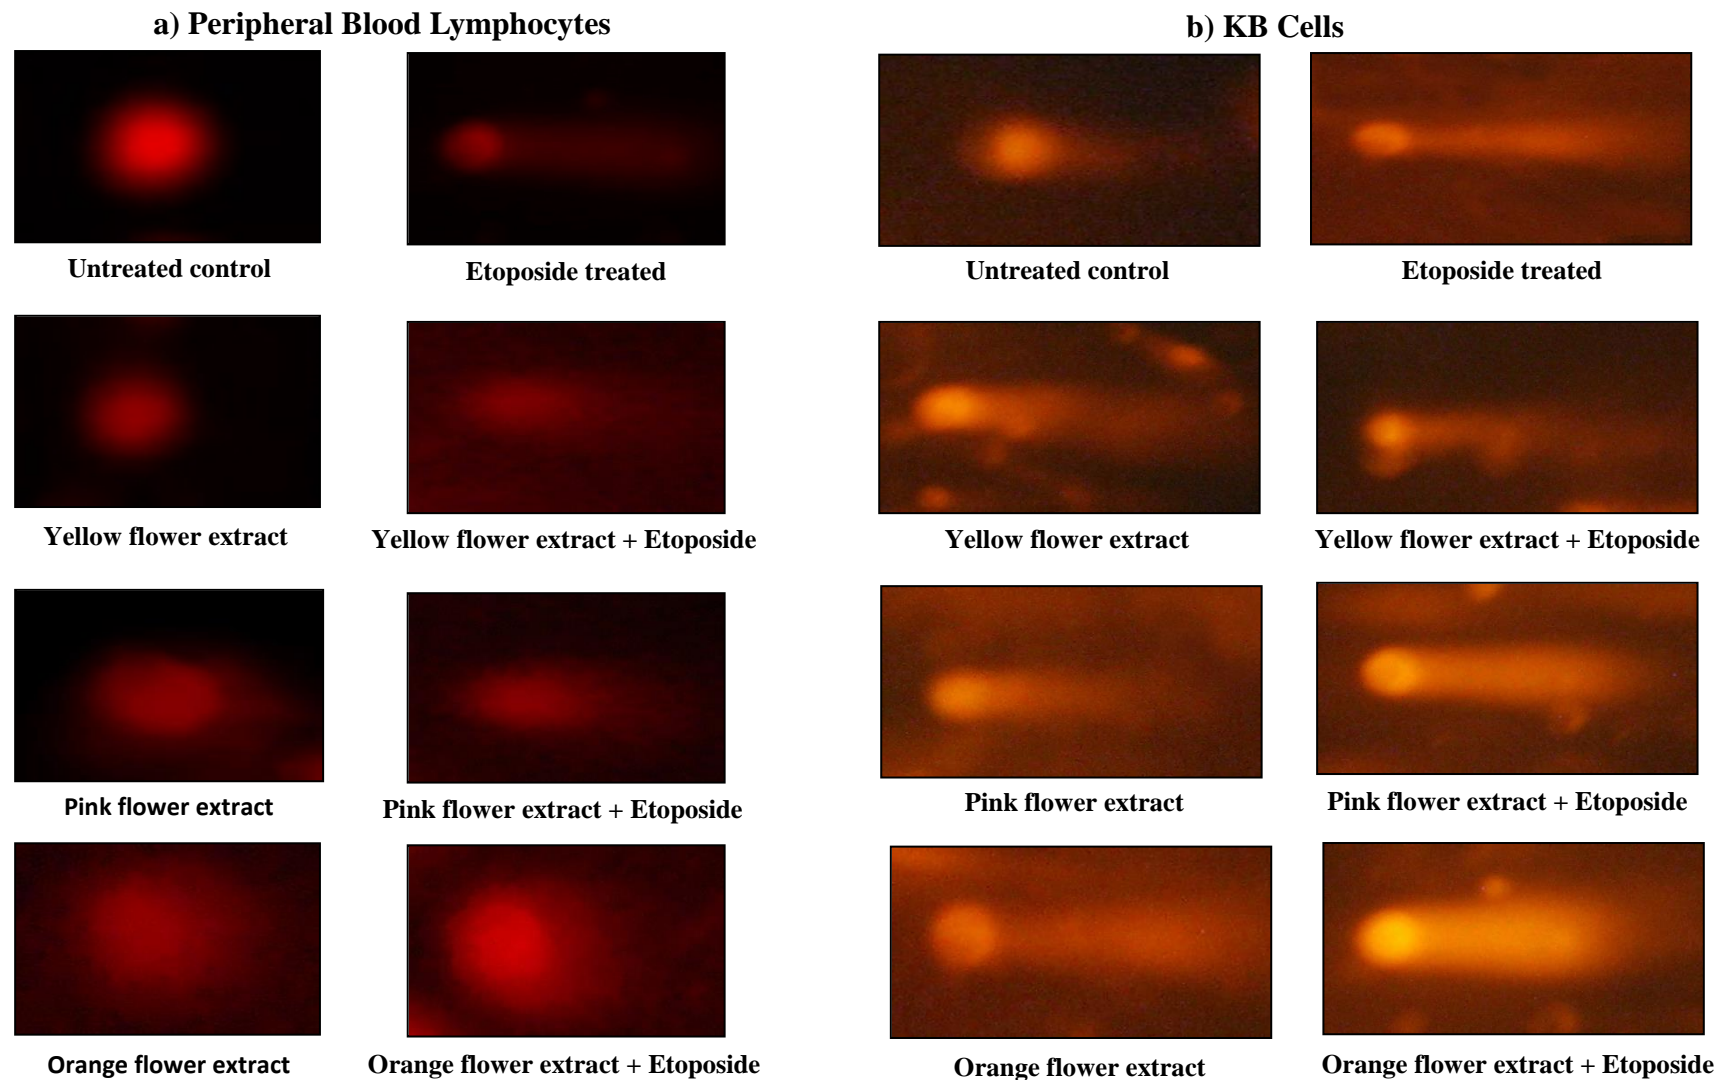 a) Peripheral Blood Lymphocytes
b) KB Cells
Untreated control
Etoposide treated
Untreated control
Etoposide treated
Yellow flower extract
Yellow flower extract + Etoposide
Yellow flower extract
Yellow flower extract + Etoposide
Pink flower extract
Pink flower extract + Etoposide
Pink flower extract
Pink flower extract + Etoposide
Orange flower extract
Orange flower extract + Etoposide
Orange flower extract
Orange flower extract + Etoposide